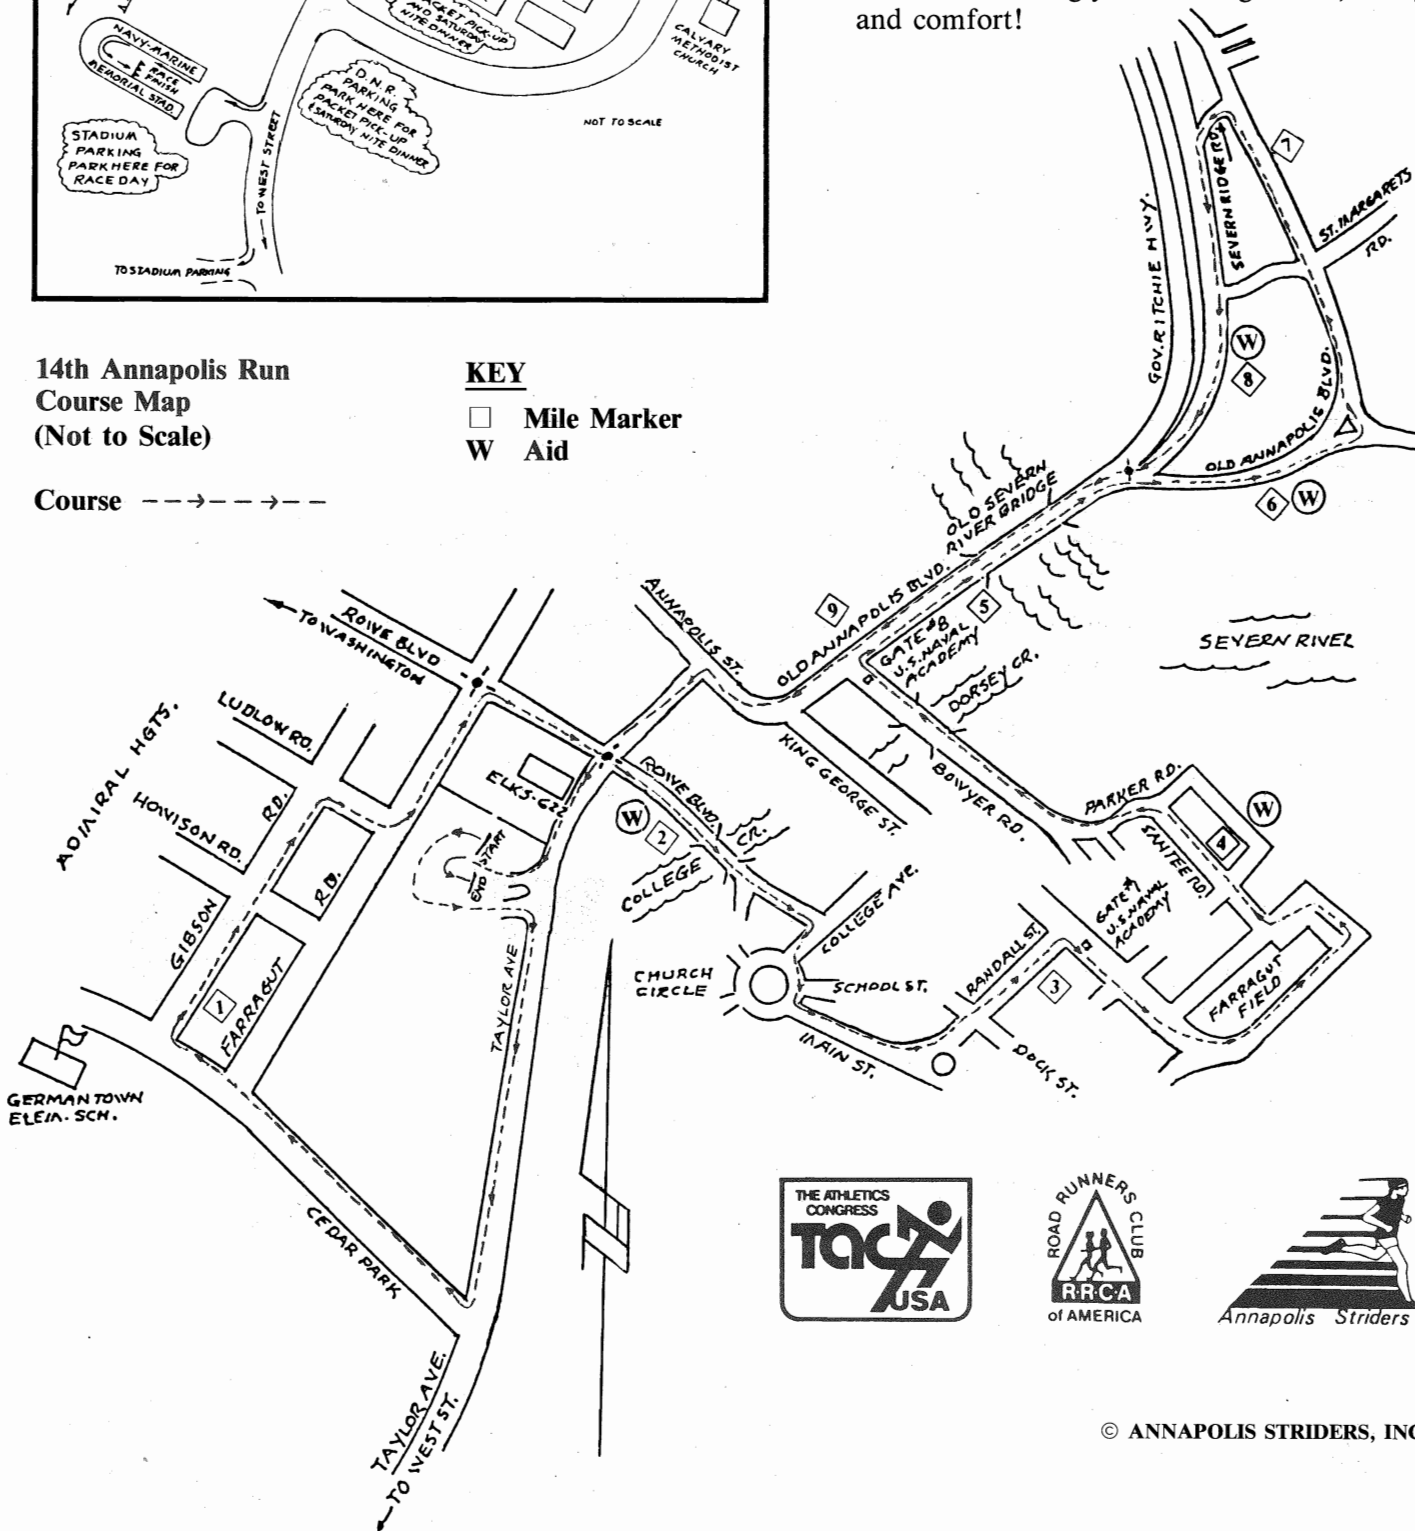 and comfort!
PACKET PICK-UP
AND SATURDAY
NITE DINNER
CALVARY
METHODIST
CHURCH
NAVY-MARINE
RACE
FINISH
MEMORIAL STAD.
D.N.R.
PARKING
PARK HERE FOR
PACKET PICK-UP
& SATURDAY NITE DINNER
NOT TO SCALE
STADIUM
PARKING
PARK HERE FOR
RACE DAY
TO WEST STREET
TO STADIUM PARKING
14th Annapolis Run
Course Map
(Not to Scale)
Course
KEY
Mile Marker
W Aid
7
SEVERN RIDGE RD.
ST. MARGARETS
RD.
GOV. RITCHIE HWY.
W
8
OLD ANNAPOLIS BLVD.
6
W
OLD SEVERN
RIVER BRIDGE
OLD ANNAPOLIS BLVD.
9
5
GATE #8
U.S. NAVAL
ACADEMY
DORSEY CR.
SEVERN RIVER
ANNAPOLIS ST.
ROWE BLVD
TO WASHINGTON
LUDLOW RD.
ADMIRAL HGTS.
HOWISON RD.
GIBSON
RD.
RD.
FARRAGUT
1
ELKS-622
START
END
W
2
ROWE BLVD.
COLLEGE
CR.
KING GEORGE ST.
BOWYER RD.
PARKER RD.
W
4
SANTEE RD.
GATE #1
U.S. NAVAL
ACADEMY
COLLEGE AVE.
RANDALL ST.
3
FARRAGUT
FIELD
CHURCH
CIRCLE
SCHOOL ST.
MAIN ST.
DOCK ST.
TAYLOR AVE
GERMANTOWN
ELEM. SCH.
CEDAR PARK
TAYLOR AVE.
TO WEST ST.
THE ATHLETICS
CONGRESS
TAC
USA
ROAD RUNNERS CLUB
R·R·C·A
of AMERICA
Annapolis Striders
© ANNAPOLIS STRIDERS, INC